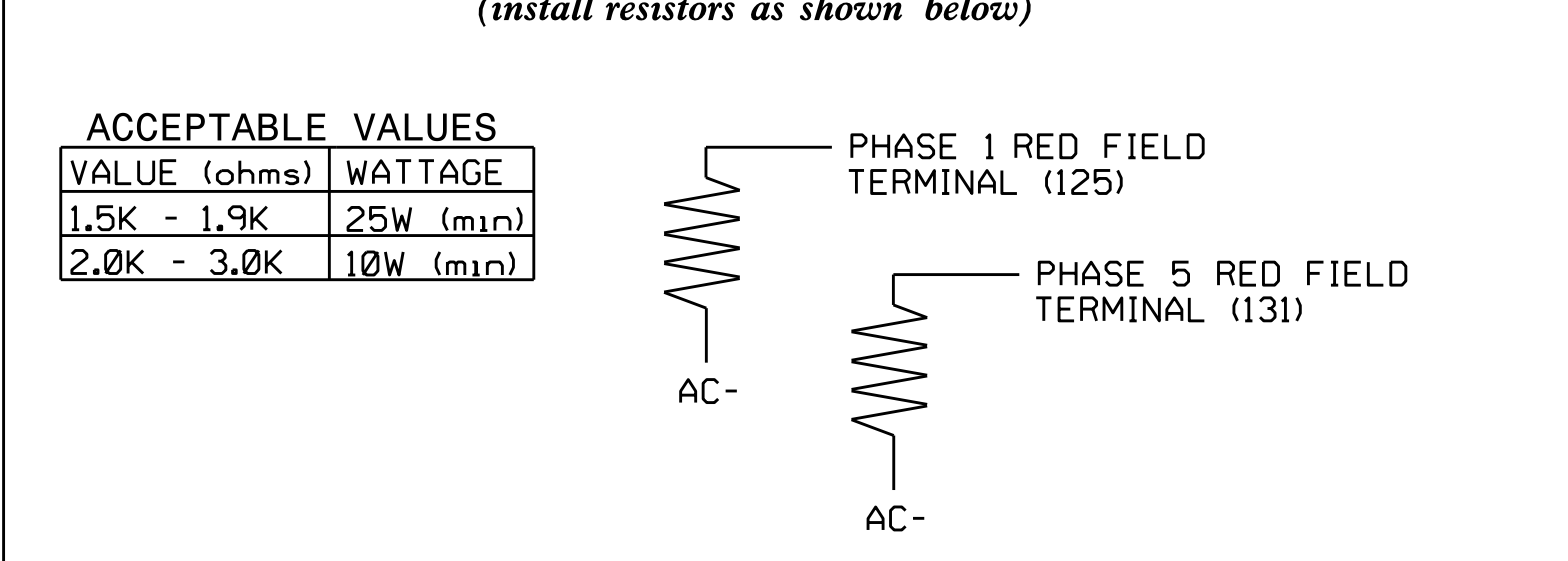 (install resistors as shown below)
ACCEPTABLE VALUES
VALUE (ohms) WATTAGE
1.5K - 1.9K 25W (min)
2.0K - 3.0K 10W (min)
PHASE 1 RED FIELD
TERMINAL (125)
AC-
PHASE 5 RED FIELD
TERMINAL (131)
AC-